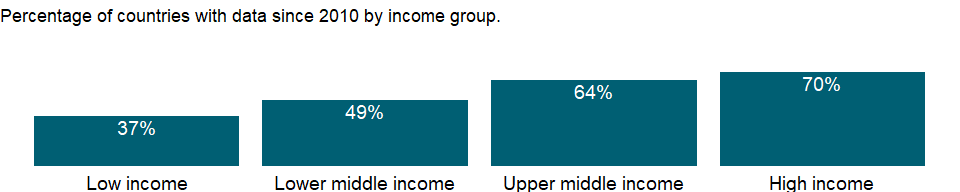 Percentage of countries with data since 2010 by income group.
37%
49%
64%
70%
Low income
Lower middle income
Upper middle income
High income